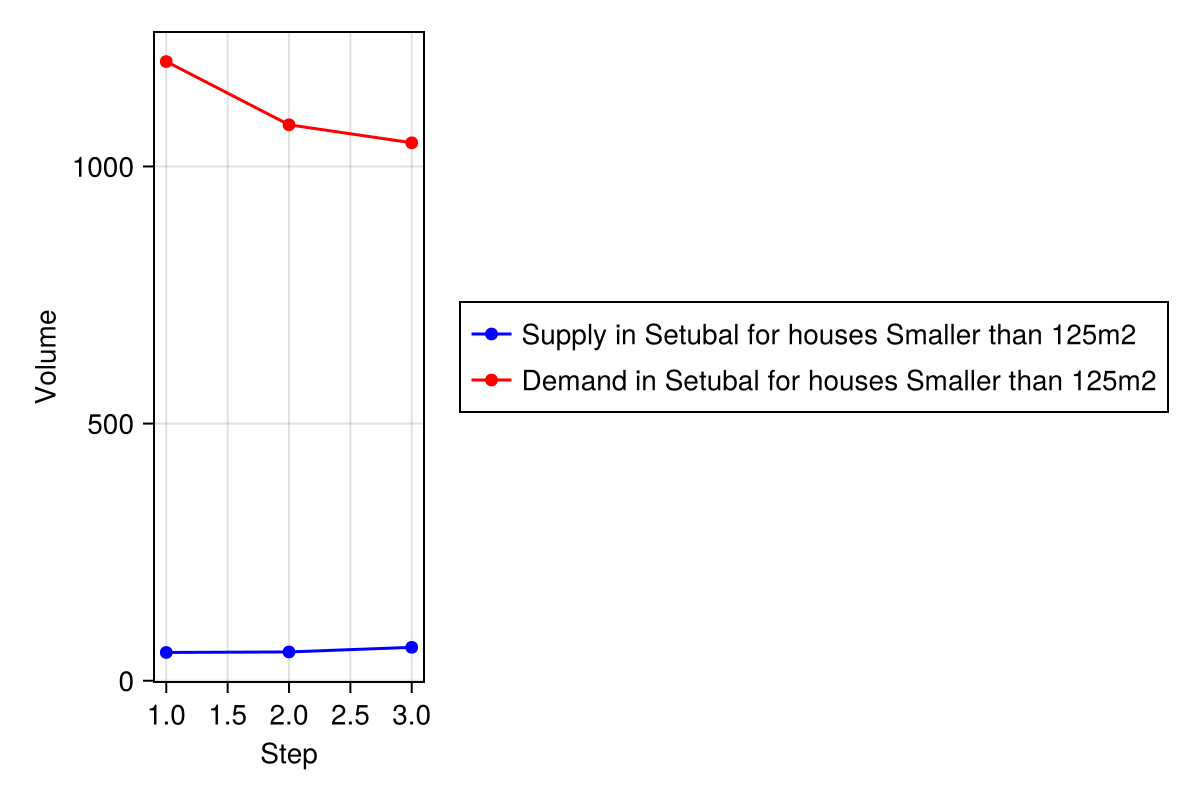 1000
500
0
Volume
1.0 1.5 2.0 2.5 3.0
Step
Supply in Setubal for houses Smaller than 125m2
Demand in Setubal for houses Smaller than 125m2